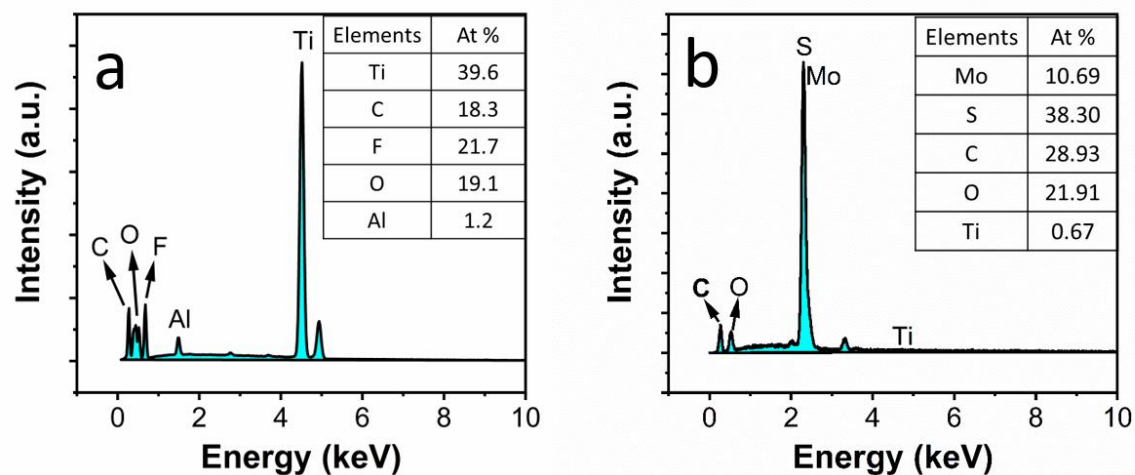 a
Intensity (a.u.)
Energy (keV)
0 2 4 6 8 10
C O F
Al
Ti
Elements At %
Ti 39.6
C 18.3
F 21.7
O 19.1
Al 1.2
b
Intensity (a.u.)
Energy (keV)
0 2 4 6 8 10
C O
S
Mo
Ti
Elements At %
Mo 10.69
S 38.30
C 28.93
O 21.91
Ti 0.67